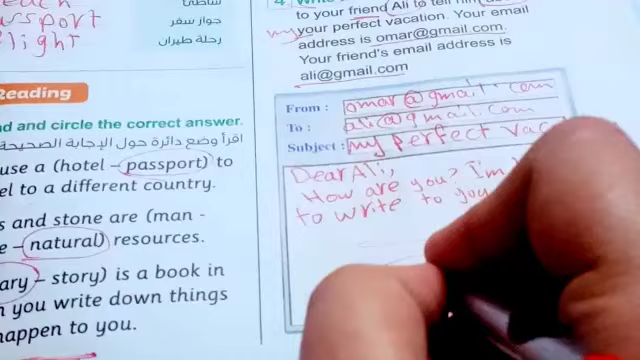 ساطئ
ssport
جواز سفر
light
رحلة طيران
Reading
nd and circle the correct answer.
اقرأ وضع دائرة حول الإجابة الصحيحة
use a (hotel – passport) to
el to a different country.
s and stone are (man -
e – natural) resources.
ary – story) is a book in
you write down things
happen to you.
4
to your friend Ali to tell him
my your perfect vacation. Your email
address is omar@gmail.com.
Your friend's email address is
ali@gmail.com
From : omar@gmail.com
To : ali@gmail.com
Subject : my perfect vac
Dear Ali,
How are you? I'm
to write to you